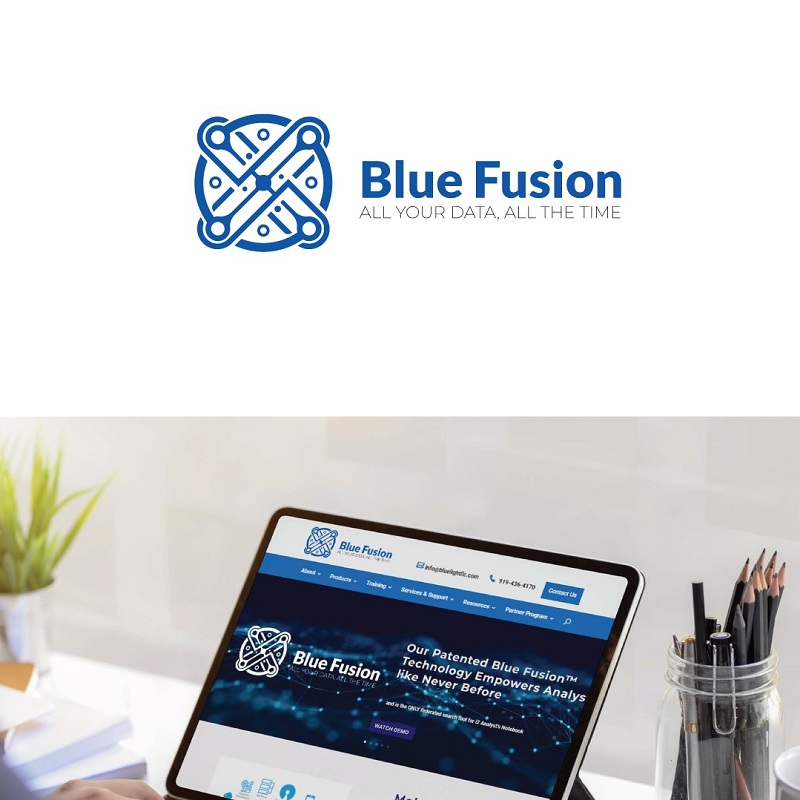 Blue Fusion
ALL YOUR DATA, ALL THE TIME
Blue Fusion
ALL YOUR DATA, ALL THE TIME
info@bluelightllc.com
919-436-4170
Contact Us
About
Products
Training
Services & Support
Resources
Partner Program
Our Patented Blue Fusion™
Technology Empowers Analys
like Never Before
Blue Fusion
ALL YOUR DATA, ALL THE TIME
and is the ONLY federated search tool for i2 Analyst's Notebook
WATCH DEMO